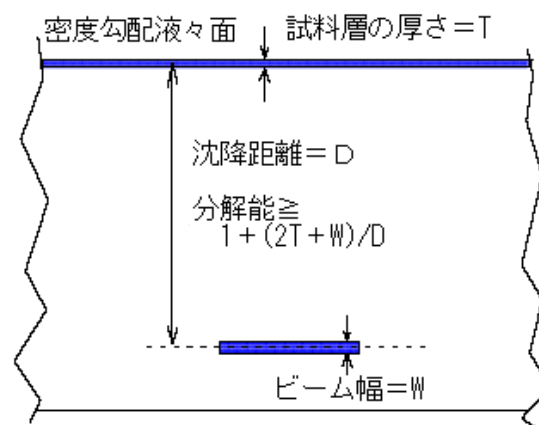 密度勾配液々面
試料層の厚さ＝T
沈降距離＝D
分解能≧
1＋(2T＋W)/D
ビーム幅＝W